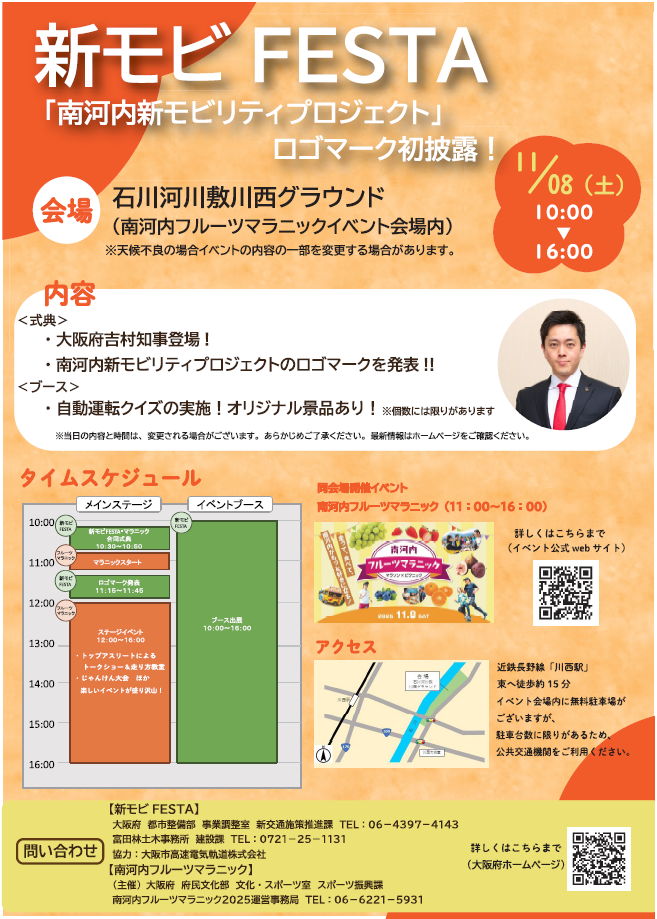 新モビ FESTA
「南河内新モビリティプロジェクト」
ロゴマーク初披露！
11/08（土）
10:00
▼
16:00
会場
石川河川敷川西グラウンド
（南河内フルーツマラニックイベント会場内）
※天候不良の場合イベントの内容の一部を変更する場合があります。
内容
＜式典＞
・大阪府吉村知事登場！
・南河内新モビリティプロジェクトのロゴマークを発表!!
＜ブース＞
・自動運転クイズの実施！オリジナル景品あり！※個数には限りがあります
※当日の内容と時間は、変更される場合がございます。あらかじめご了承ください。最新情報はホームページをご確認ください。
タイムスケジュール
メインステージ
イベントブース
10:00
11:00
12:00
13:00
14:00
15:00
16:00
新モビ
FESTA
新モビFESTA・マラニック
合同式典
10:30～10:50
フルーツ
マラニック
マラニックスタート
新モビ
FESTA
ロゴマーク発表
11:15～11:45
フルーツ
マラニック
ステージイベント
12:00～16:00
・トップアスリートによる
トークショー＆走り方教室
・じゃんけん大会　ほか
楽しいイベントが盛り沢山！
新モビ
FESTA
ブース出展
10:00～16:00
同会場開催イベント
南河内フルーツマラニック（11：00～16：00）
南河内
フルーツマラニック
マラソン×ピクニック
2025 11.8 SAT
詳しくはこちらまで
（イベント公式 web サイト）
アクセス
会場
石川河川敷
川西グラウンド
川西駅
近鉄長野線「川西駅」
東へ徒歩約 15 分
イベント会場内に無料駐車場が
ございますが、
駐車台数に限りがあるため、
公共交通機関をご利用ください。
問い合わせ
【新モビ FESTA】
大阪府　都市整備部　事業調整室　新交通施策推進課　TEL：06－4397－4143
富田林土木事務所　建設課　TEL：0721－25－1131
協力：大阪市高速電気軌道株式会社
【南河内フルーツマラニック】
（主催）大阪府　府民文化部　文化・スポーツ室　スポーツ振興課
南河内フルーツマラニック2025運営事務局　TEL：06－6221－5931
詳しくはこちらまで
（大阪府ホームページ）